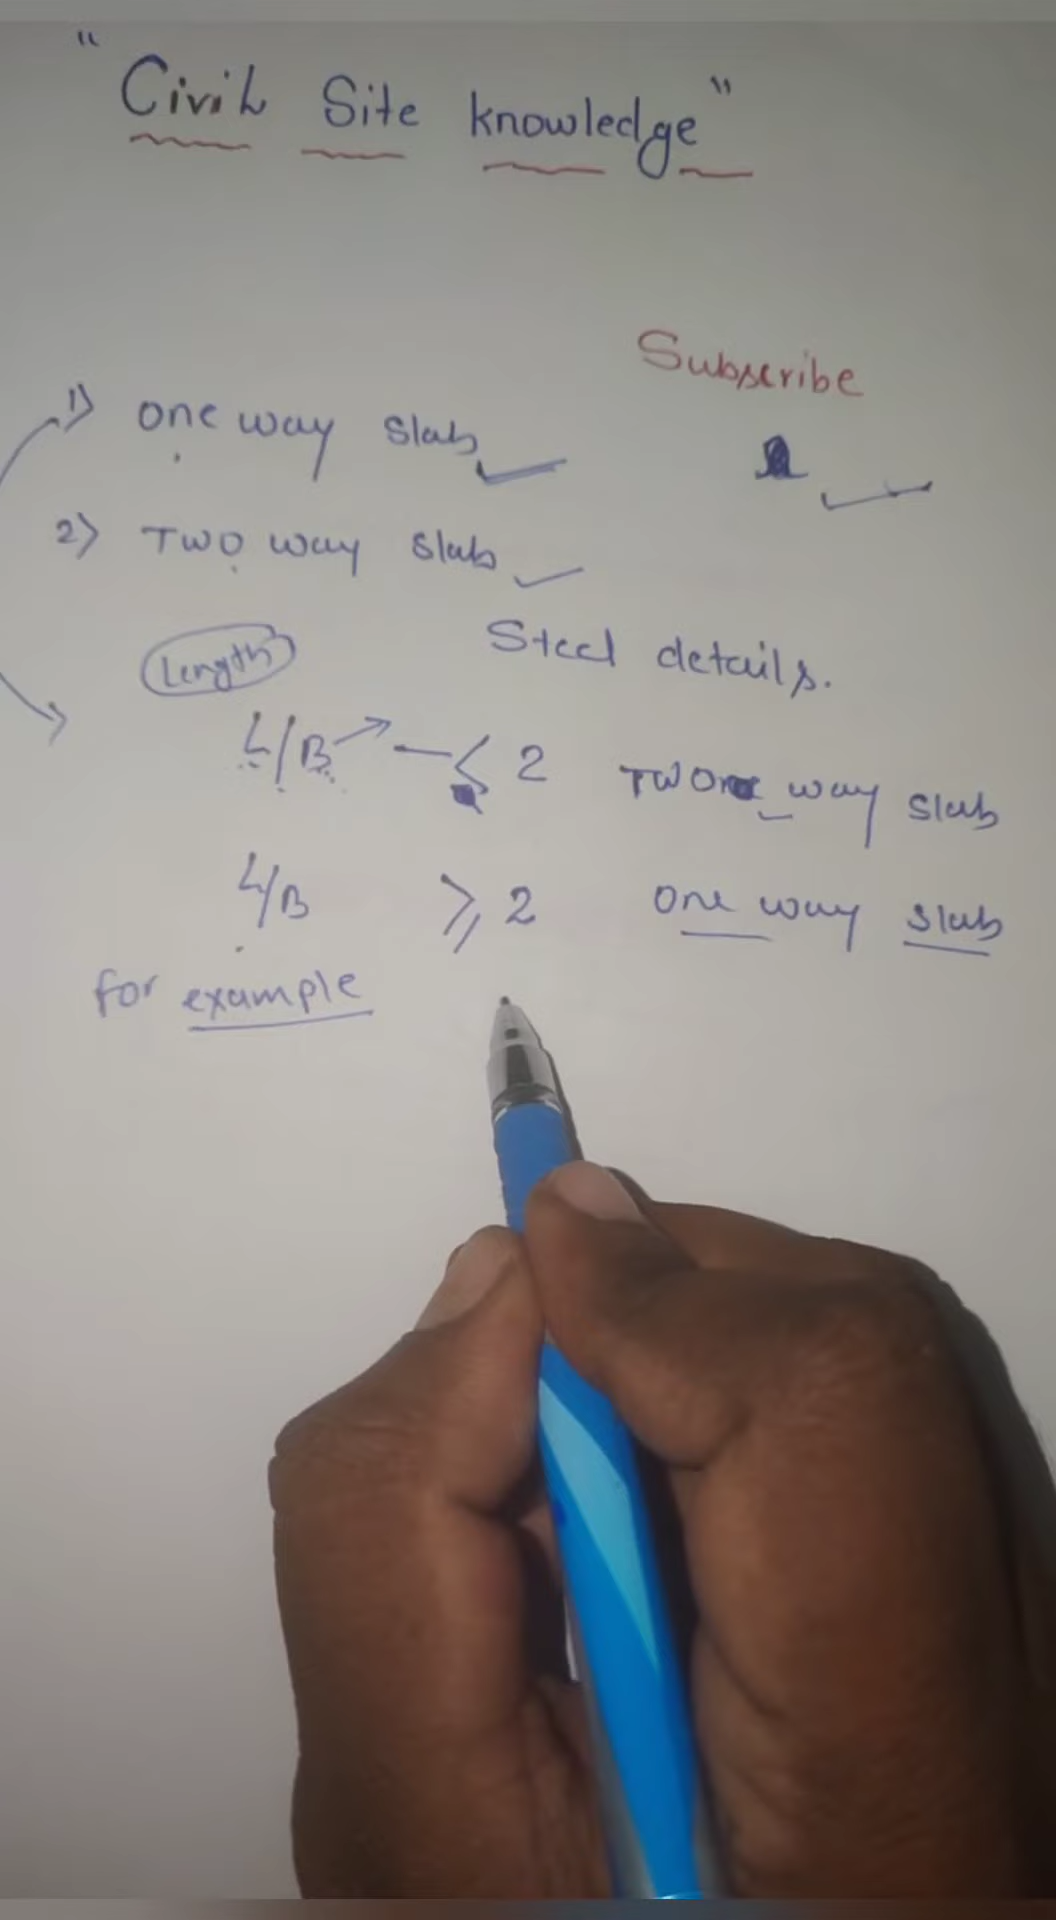 "Civil Site knowledge"
Subscribe
1) one way slab
2) Two way slab
Length
Steel details.
L/B < 2 Two way slab
L/B ≥ 2 one way slab
for example